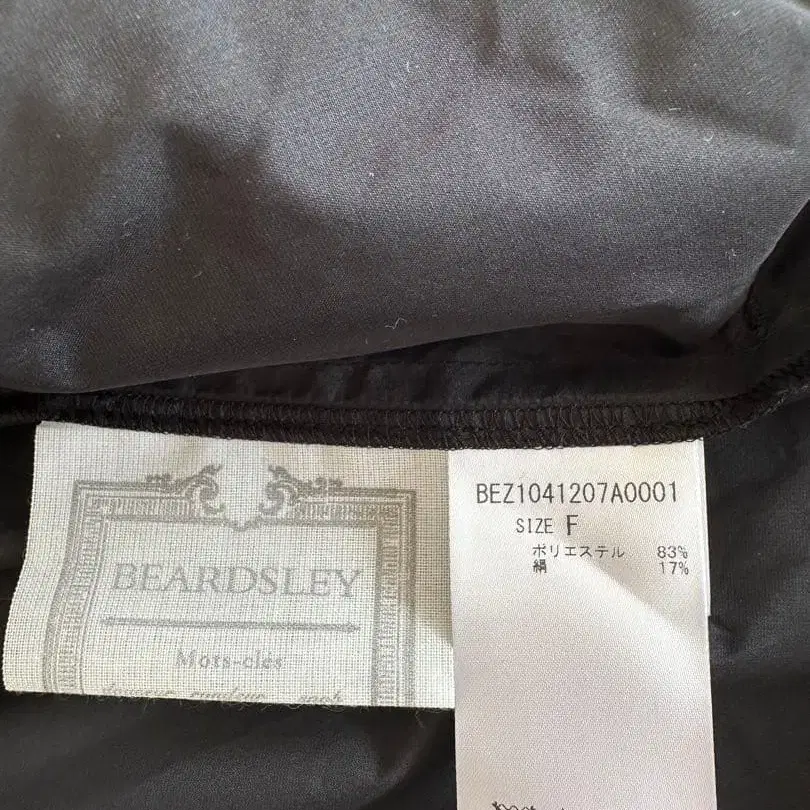 BEARDSLEY
Mots-clés
BEZ1041207A0001
SIZE F
ポリエステル 83%
絹 17%